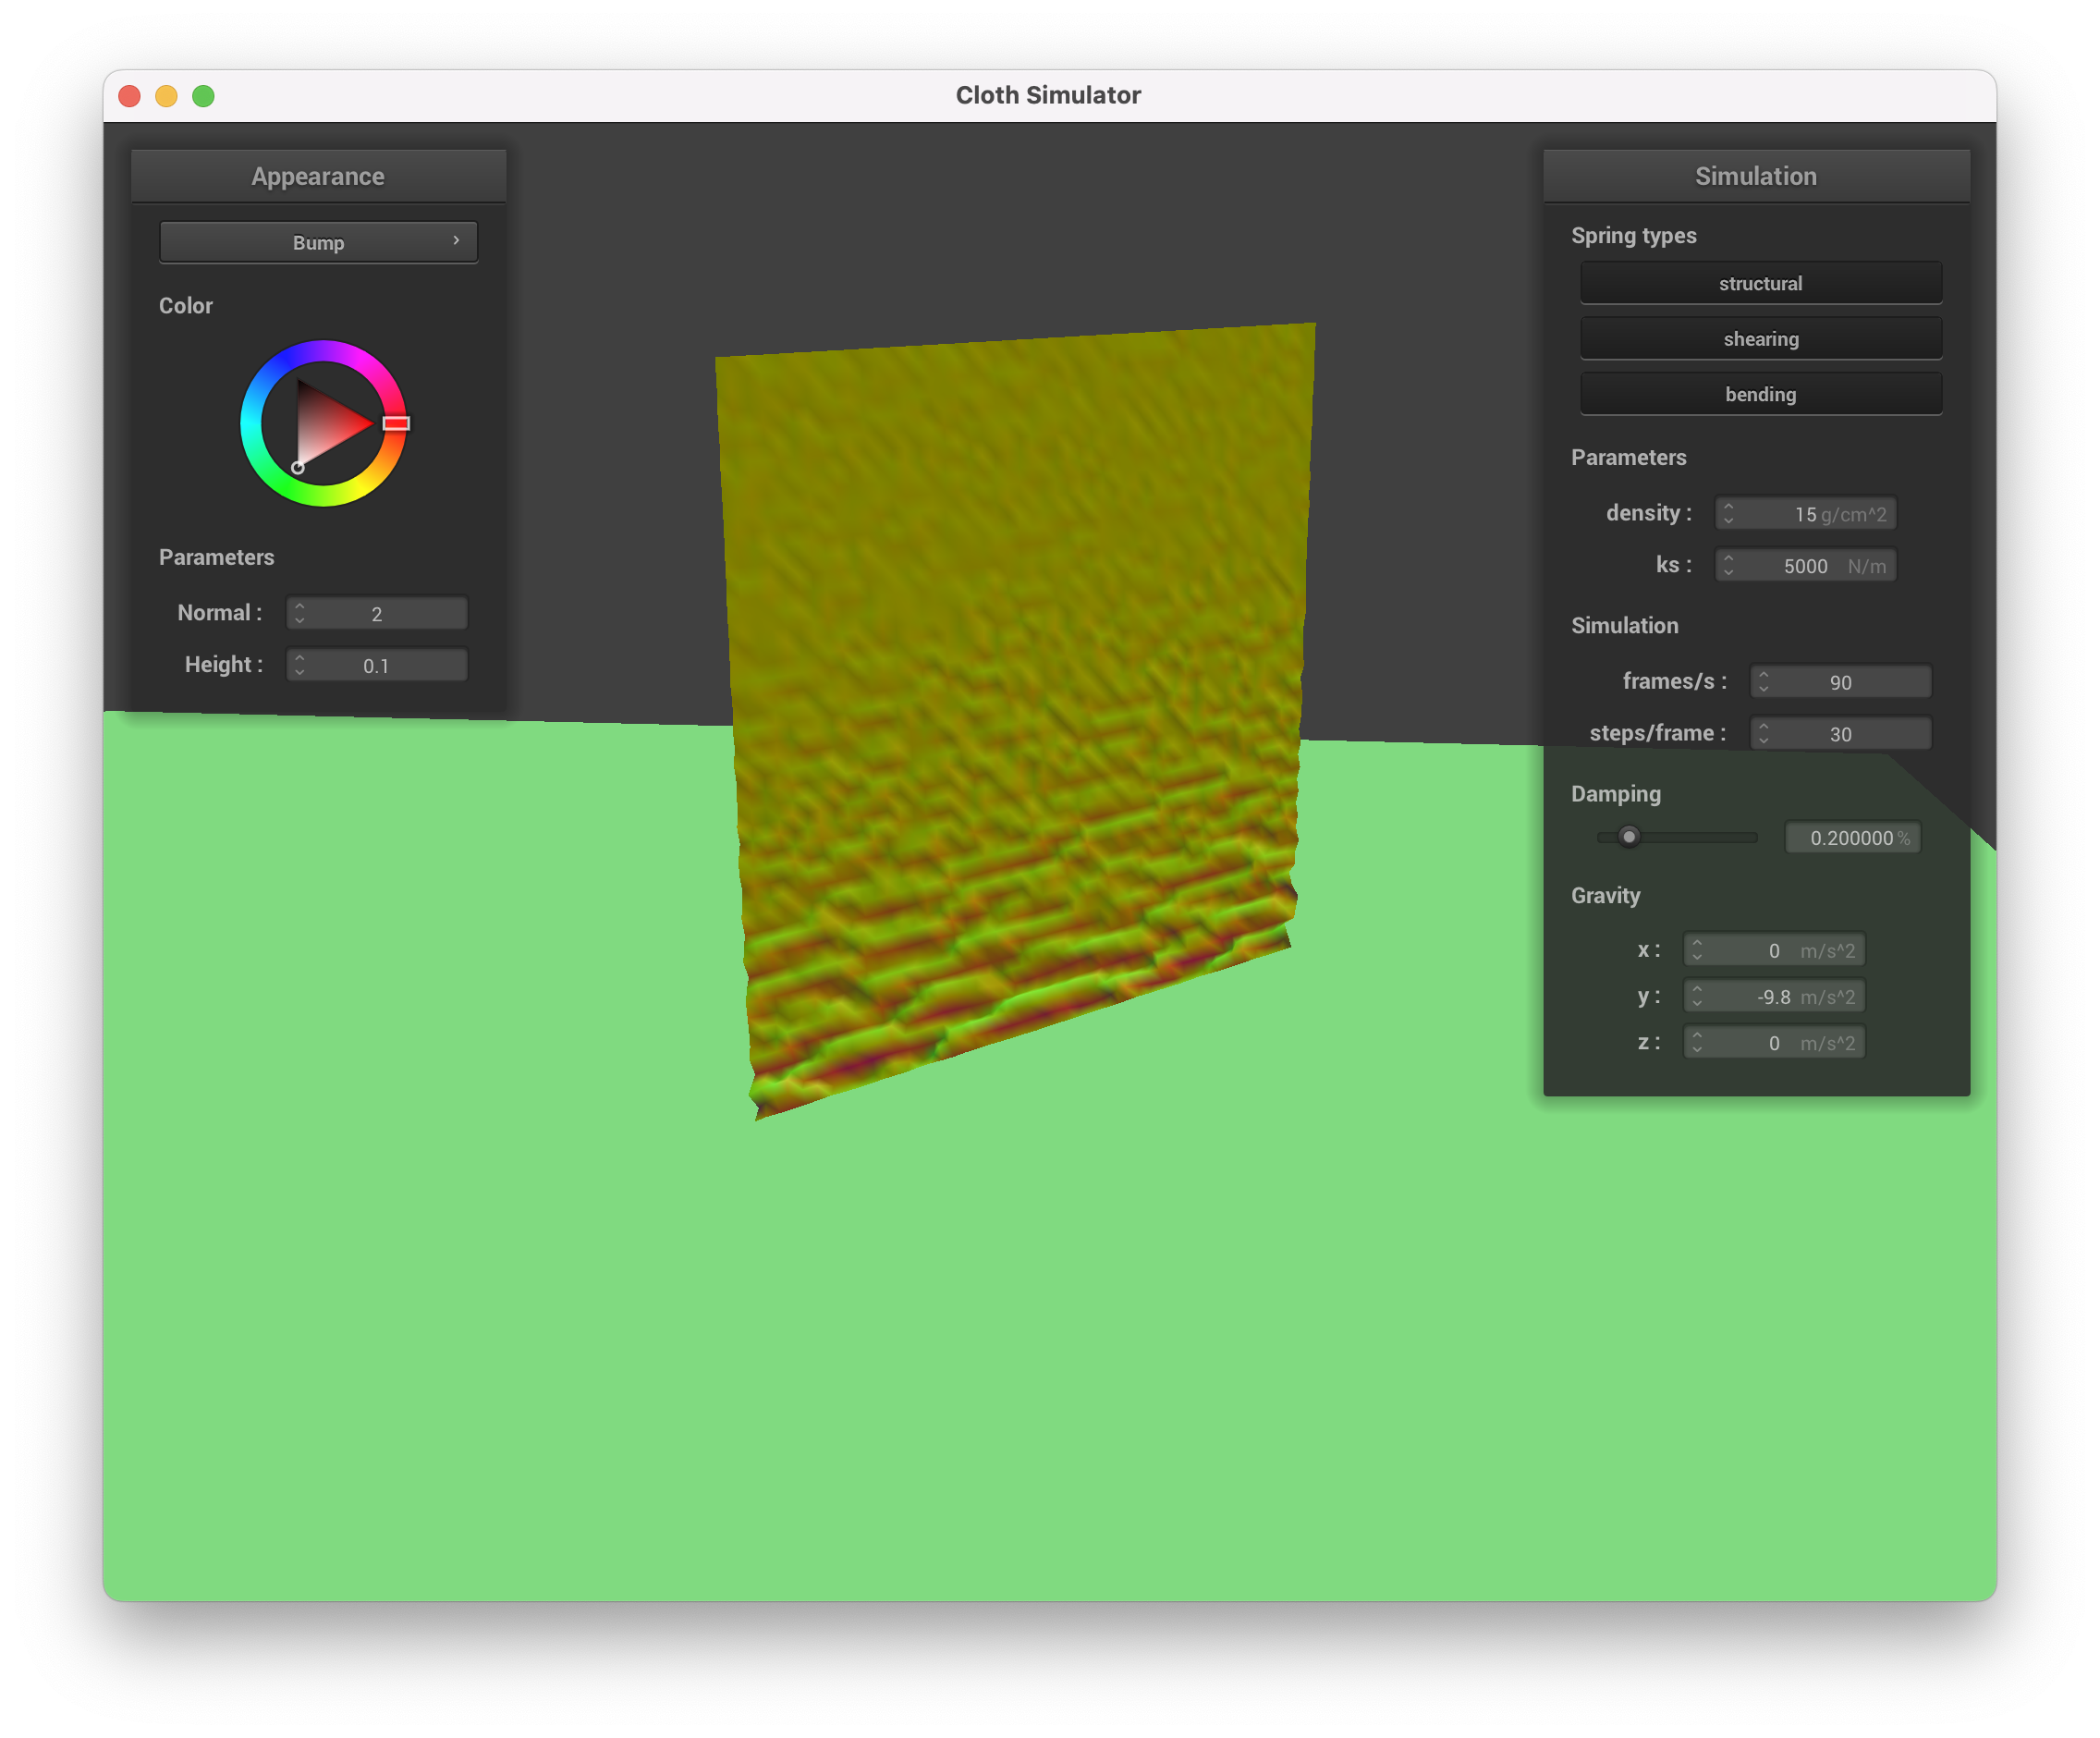 Cloth Simulator
Appearance
Bump
Color
Parameters
Normal : 2
Height : 0.1
Simulation
Spring types
structural
shearing
bending
Parameters
density : 15 g/cm^2
ks : 5000 N/m
Simulation
frames/s : 90
steps/frame : 30
Damping
0.200000 %
Gravity
x : 0 m/s^2
y : -9.8 m/s^2
z : 0 m/s^2